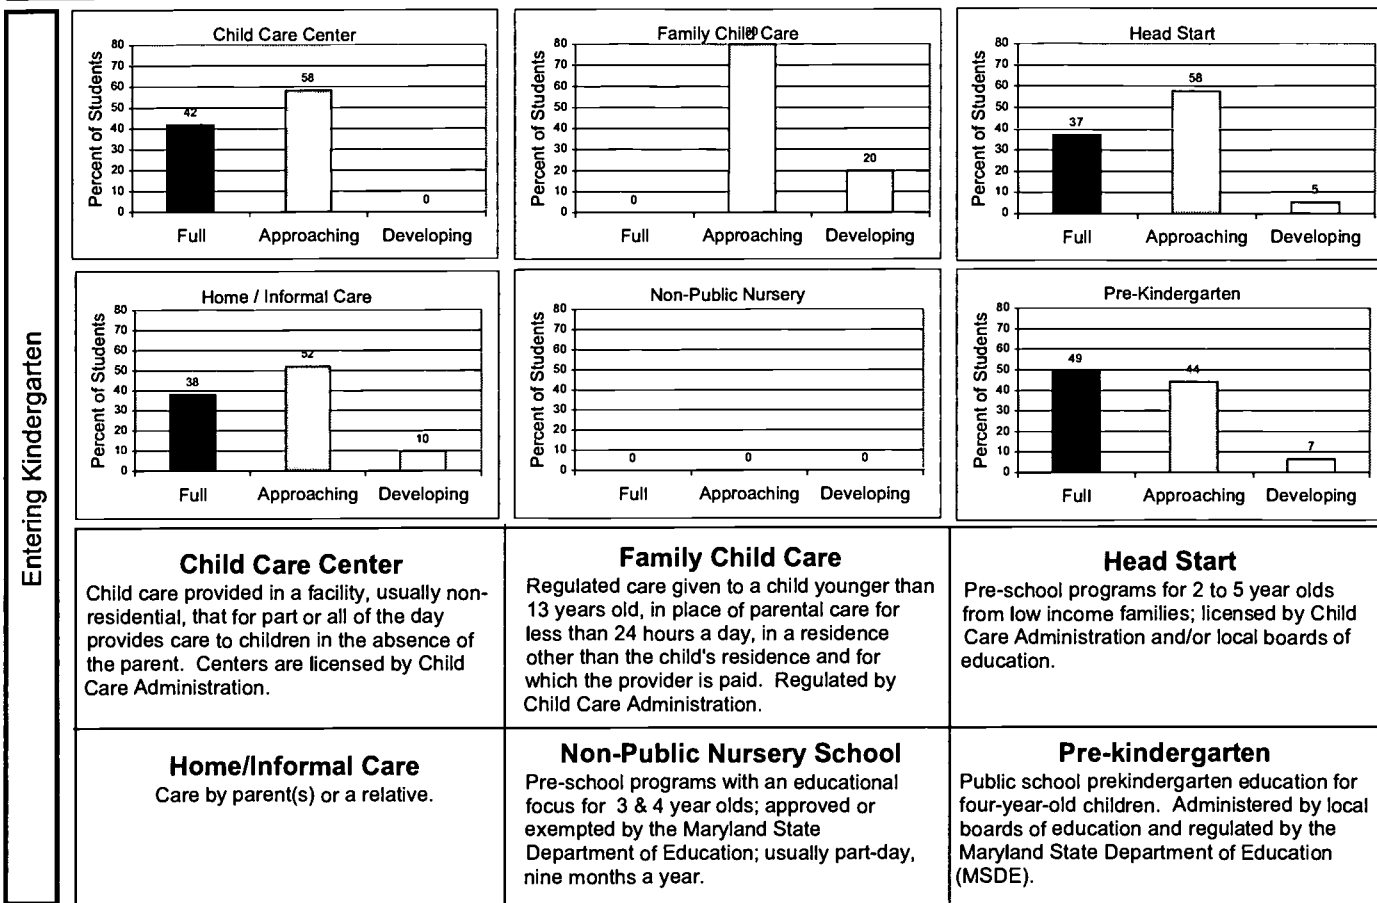 Entering Kindergarten
Child Care Center
Percent of Students
80
70
60
50
40
30
20
10
0
42
58
0
Full Approaching Developing
Family Child Care
Percent of Students
80
70
60
50
40
30
20
10
0
0
20
Full Approaching Developing
Head Start
Percent of Students
80
70
60
50
40
30
20
10
0
37
58
5
Full Approaching Developing
Home / Informal Care
Percent of Students
80
70
60
50
40
30
20
10
0
38
52
10
Full Approaching Developing
Non-Public Nursery
Percent of Students
80
70
60
50
40
30
20
10
0
0
0
0
Full Approaching Developing
Pre-Kindergarten
Percent of Students
80
70
60
50
40
30
20
10
0
49
44
7
Full Approaching Developing
Child Care Center
Child care provided in a facility, usually non-
residential, that for part or all of the day
provides care to children in the absence of
the parent. Centers are licensed by Child
Care Administration.
Family Child Care
Regulated care given to a child younger than
13 years old, in place of parental care for
less than 24 hours a day, in a residence
other than the child's residence and for
which the provider is paid. Regulated by
Child Care Administration.
Head Start
Pre-school programs for 2 to 5 year olds
from low income families; licensed by Child
Care Administration and/or local boards of
education.
Home/Informal Care
Care by parent(s) or a relative.
Non-Public Nursery School
Pre-school programs with an educational
focus for 3 & 4 year olds; approved or
exempted by the Maryland State
Department of Education; usually part-day,
nine months a year.
Pre-kindergarten
Public school prekindergarten education for
four-year-old children. Administered by local
boards of education and regulated by the
Maryland State Department of Education
(MSDE).